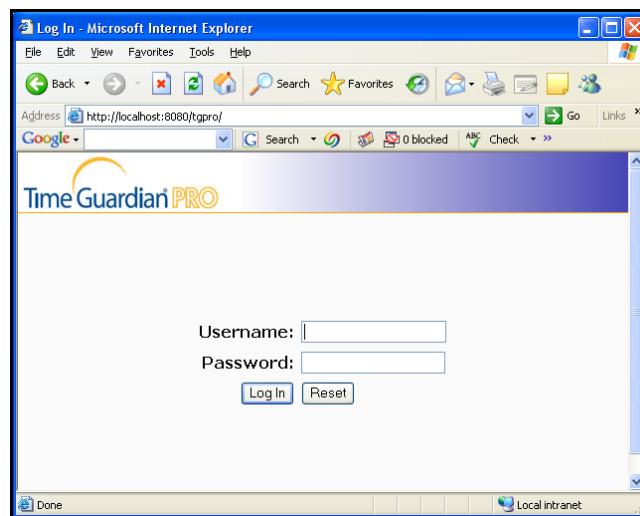 Log In - Microsoft Internet Explorer
File Edit View Favorites Tools Help
Back Search Favorites
Address http://localhost:8080/tgpro/ Go Links »
Google Search 0 blocked ABC Check »
Time Guardian PRO
Username:
Password:
Log In Reset
Done Local intranet